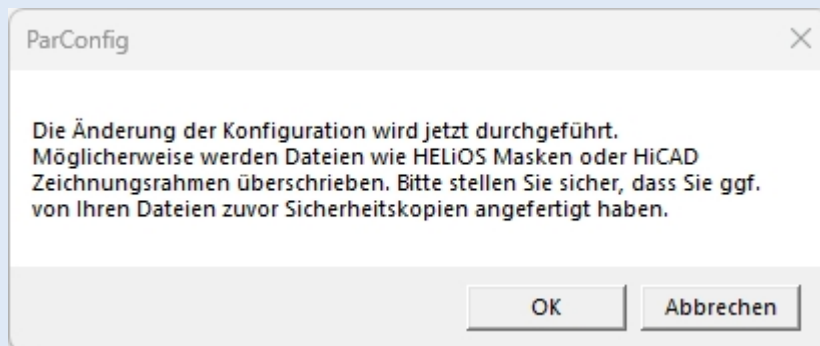 ParConfig
Die Änderung der Konfiguration wird jetzt durchgeführt.
Möglicherweise werden Dateien wie HELiOS Masken oder HiCAD
Zeichnungsrahmen überschrieben. Bitte stellen Sie sicher, dass Sie ggf.
von Ihren Dateien zuvor Sicherheitskopien angefertigt haben.
OK
Abbrechen